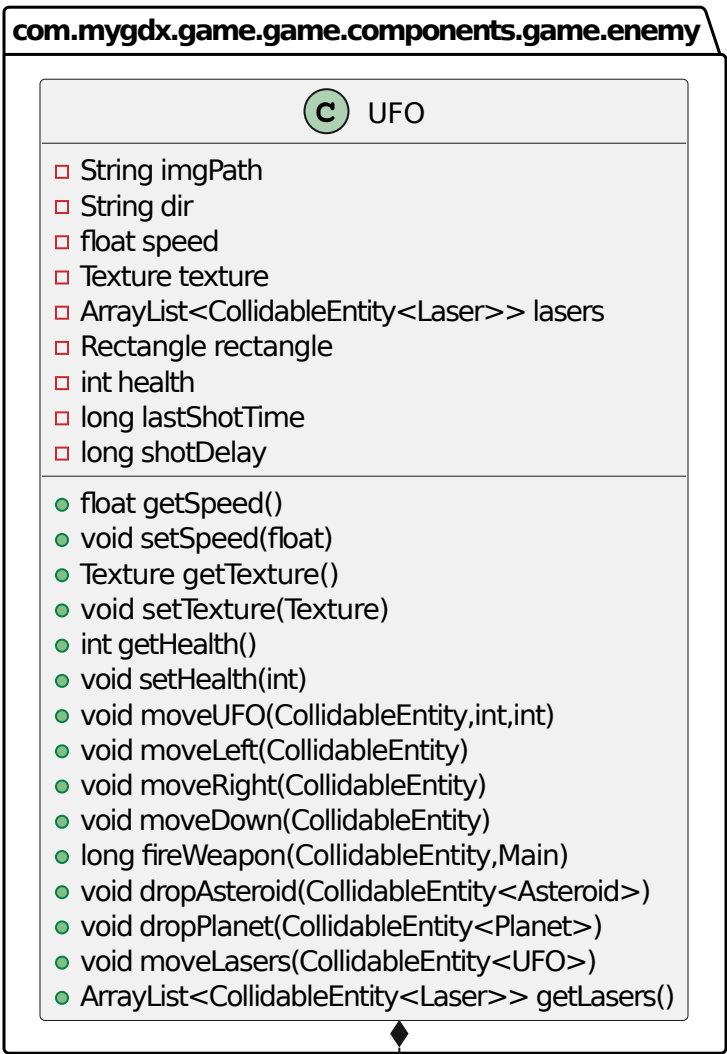 com.mygdx.game.game.components.game.enemy
C UFO
String imgPath
String dir
float speed
Texture texture
ArrayList<CollidableEntity<Laser>> lasers
Rectangle rectangle
int health
long lastShotTime
long shotDelay
float getSpeed()
void setSpeed(float)
Texture getTexture()
void setTexture(Texture)
int getHealth()
void setHealth(int)
void moveUFO(CollidableEntity,int,int)
void moveLeft(CollidableEntity)
void moveRight(CollidableEntity)
void moveDown(CollidableEntity)
long fireWeapon(CollidableEntity,Main)
void dropAsteroid(CollidableEntity<Asteroid>)
void dropPlanet(CollidableEntity<Planet>)
void moveLasers(CollidableEntity<UFO>)
ArrayList<CollidableEntity<Laser>> getLasers()